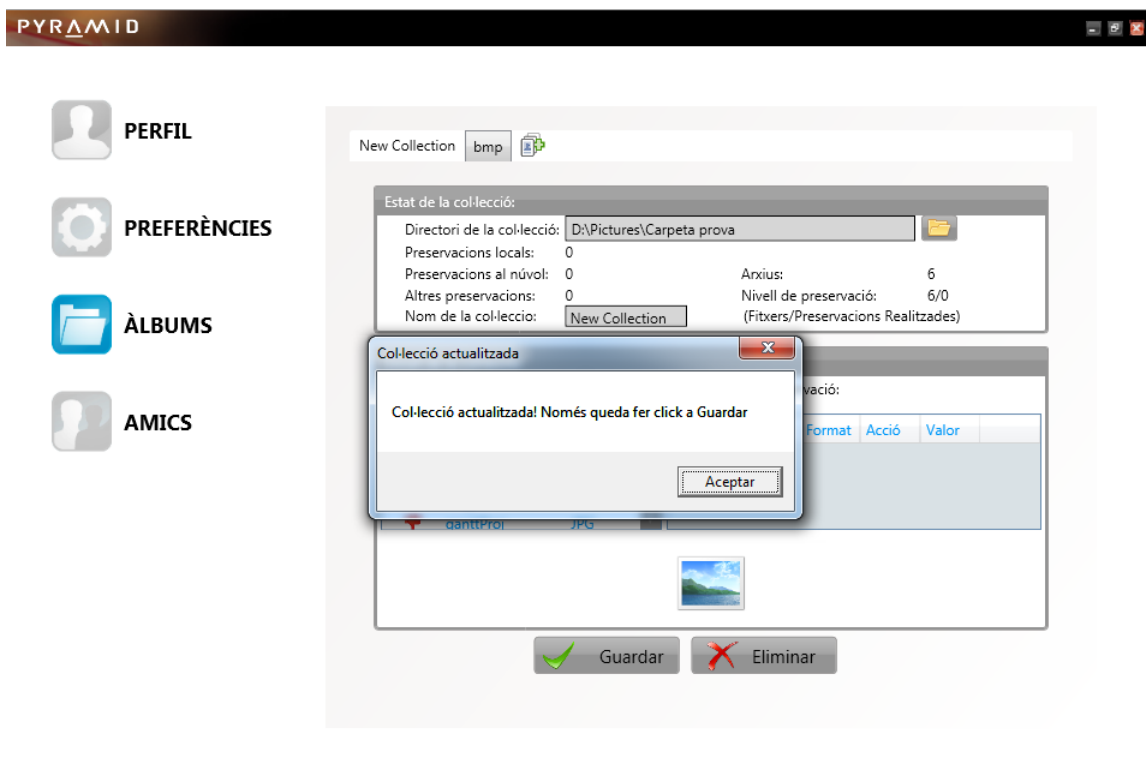 PYRAMID
PERFIL
PREFERÈNCIES
ÀLBUMS
AMICS
New Collection bmp
Estat de la col·lecció:
Directori de la col·lecció: D:\Pictures\Carpeta prova
Preservacions locals: 0
Preservacions al núvol: 0 Arxius: 6
Altres preservacions: 0 Nivell de preservació: 6/0
Nom de la col·leccio: New Collection (Fitxers/Preservacions Realitzades)
Col·lecció actualitzada
Col·lecció actualitzada! Només queda fer click a Guardar
Aceptar
Format Acció Valor
ganttProj JPG
Guardar Eliminar